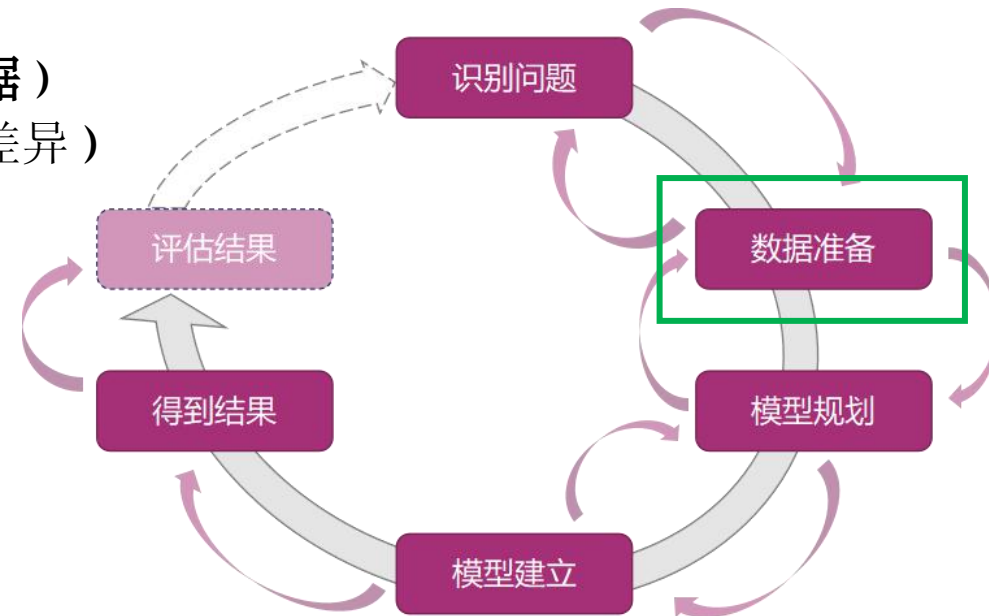 据）
差异）
识别问题
数据准备
模型规划
模型建立
得到结果
评估结果